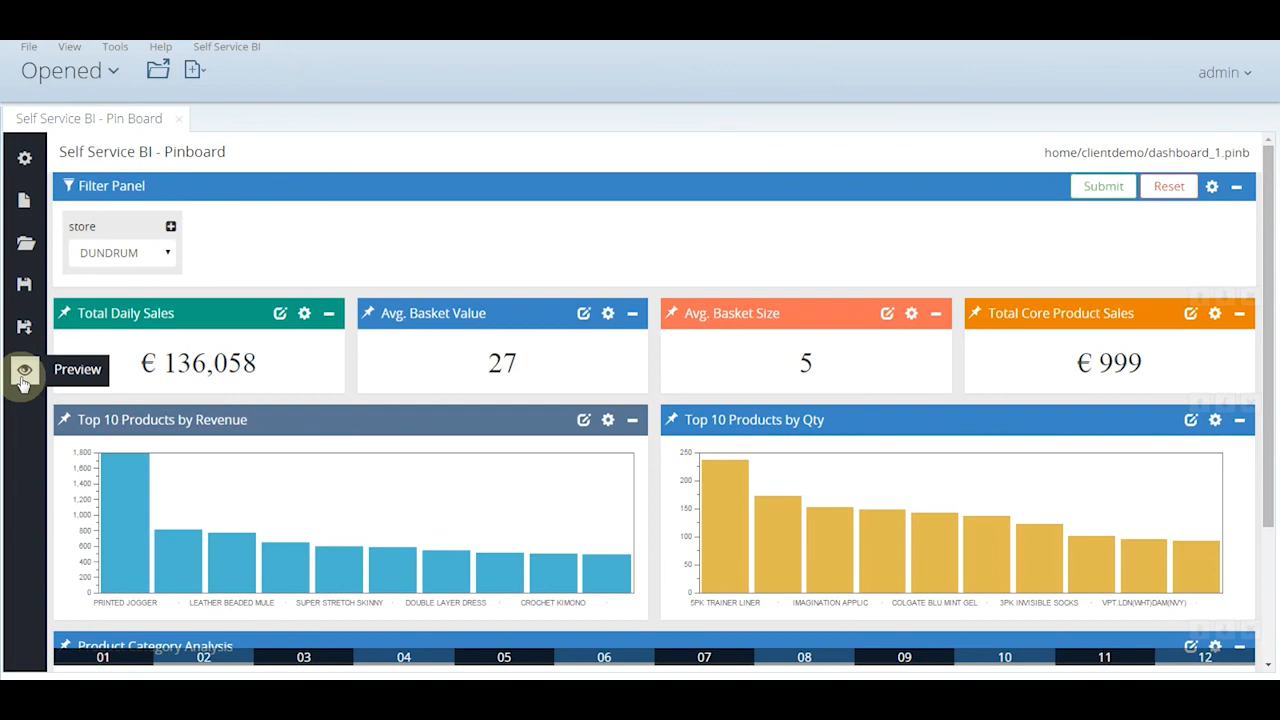 File View Tools Help Self Service BI
Opened
admin
Self Service BI - Pin Board ×
Self Service BI - Pinboard
home/clientdemo/dashboard_1.pinb
Filter Panel
Submit Reset
store
DUNDRUM
Total Daily Sales
Avg. Basket Value
Avg. Basket Size
Total Core Product Sales
Preview
€ 136,058
27
5
€ 999
Top 10 Products by Revenue
Top 10 Products by Qty
1,800
1,600
1,400
1,200
1,000
800
600
400
200
0
PRINTED JOGGER LEATHER BEADED MULE SUPER STRETCH SKINNY DOUBLE LAYER DRESS CROCHET KIMONO
250
200
150
100
50
0
5PK TRAINER LINER IMAGINATION APPLIC COLGATE BLU MINT GEL 3PK INVISIBLE SOCKS VPT.LDN(WHT)DAM(NVY)
Product Category Analysis
01 02 03 04 05 06 07 08 09 10 11 12